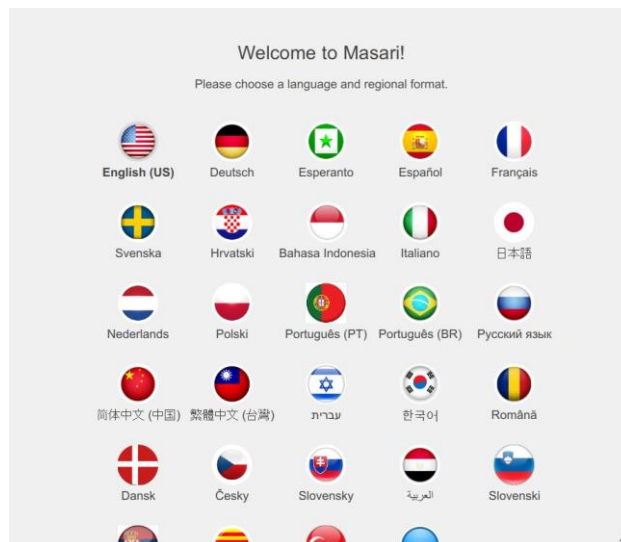 Welcome to Masari!
Please choose a language and regional format.
English (US) Deutsch Esperanto Español Français
Svenska Hrvatski Bahasa Indonesia Italiano 日本語
Nederlands Polski Português (PT) Português (BR) Русский язык
简体中文 (中国) 繁體中文 (台灣) עברית 한국어 Română
Dansk Česky Slovensky العربية Slovenski